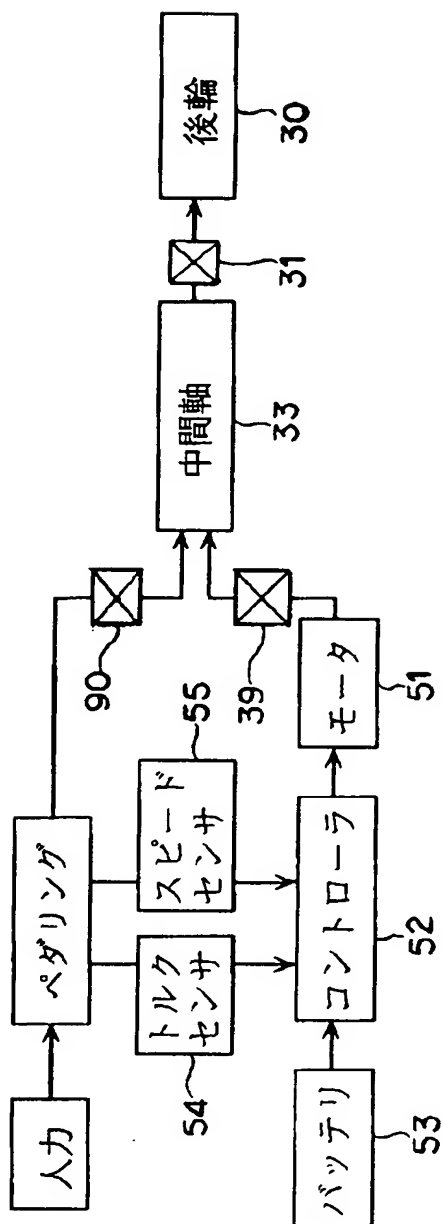 人力
ペダリング
90
トルク
センサ
54
スピード
センサ
55
バッテリ
53
コントローラ
52
モータ
51
39
中間軸
33
31
後輪
30